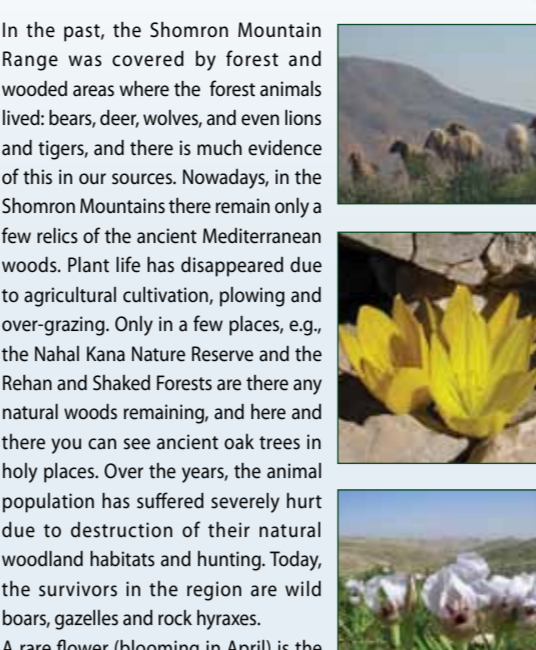 In the past, the Shomron Mountain
Range was covered by forest and
wooded areas where the forest animals
lived: bears, deer, wolves, and even lions
and tigers, and there is much evidence
of this in our sources. Nowadays, in the
Shomron Mountains there remain only a
few relics of the ancient Mediterranean
woods. Plant life has disappeared due
to agricultural cultivation, plowing and
over-grazing. Only in a few places, e.g.,
the Nahal Kana Nature Reserve and the
Rehan and Shaked Forests are there any
natural woods remaining, and here and
there you can see ancient oak trees in
holy places. Over the years, the animal
population has suffered severely hurt
due to destruction of their natural
woodland habitats and hunting. Today,
the survivors in the region are wild
boars, gazelles and rock hyraxes.
A rare flower (blooming in April) is the